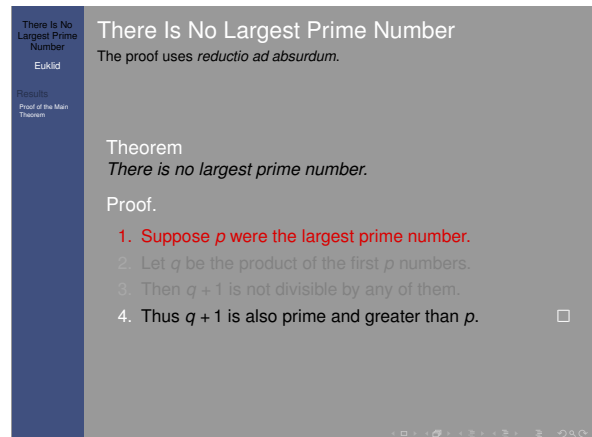 There Is No
Largest Prime
Number
Euklid
Results
Proof of the Main
Theorem
There Is No Largest Prime Number
The proof uses reductio ad absurdum.
Theorem
There is no largest prime number.
Proof.
1. Suppose p were the largest prime number.
2. Let q be the product of the first p numbers.
3. Then q + 1 is not divisible by any of them.
4. Thus q + 1 is also prime and greater than p. □